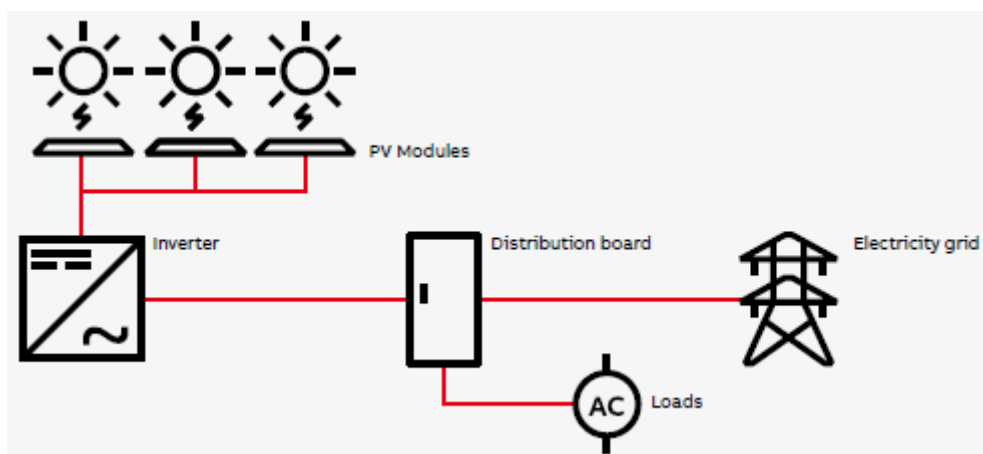 PV Modules
Inverter
Distribution board
Electricity grid
AC
Loads